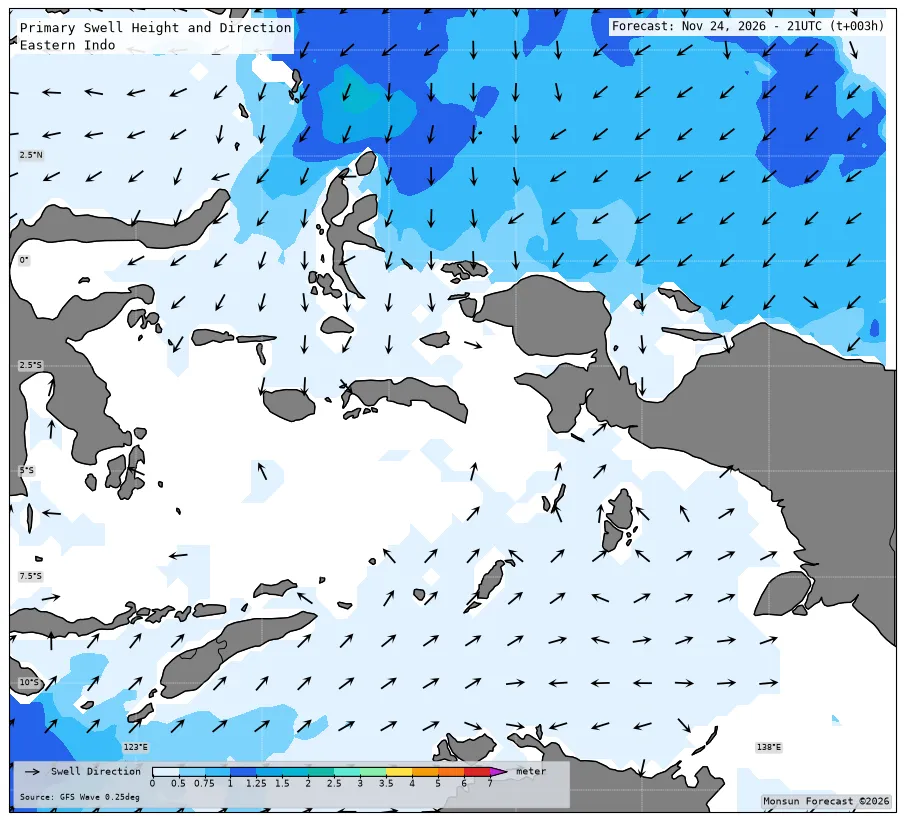 Primary Swell Height and Direction
Eastern Indo
Forecast: Nov 24, 2026 - 21UTC (t+003h)
2.5°N
0°
2.5°S
5°S
7.5°S
10°S
123°E
138°E
Swell Direction
meter
0 0.5 0.75 1 1.25 1.5 2 2.5 3 3.5 4 5 6 7
Source: GFS Wave 0.25deg
Monsun Forecast ©2026